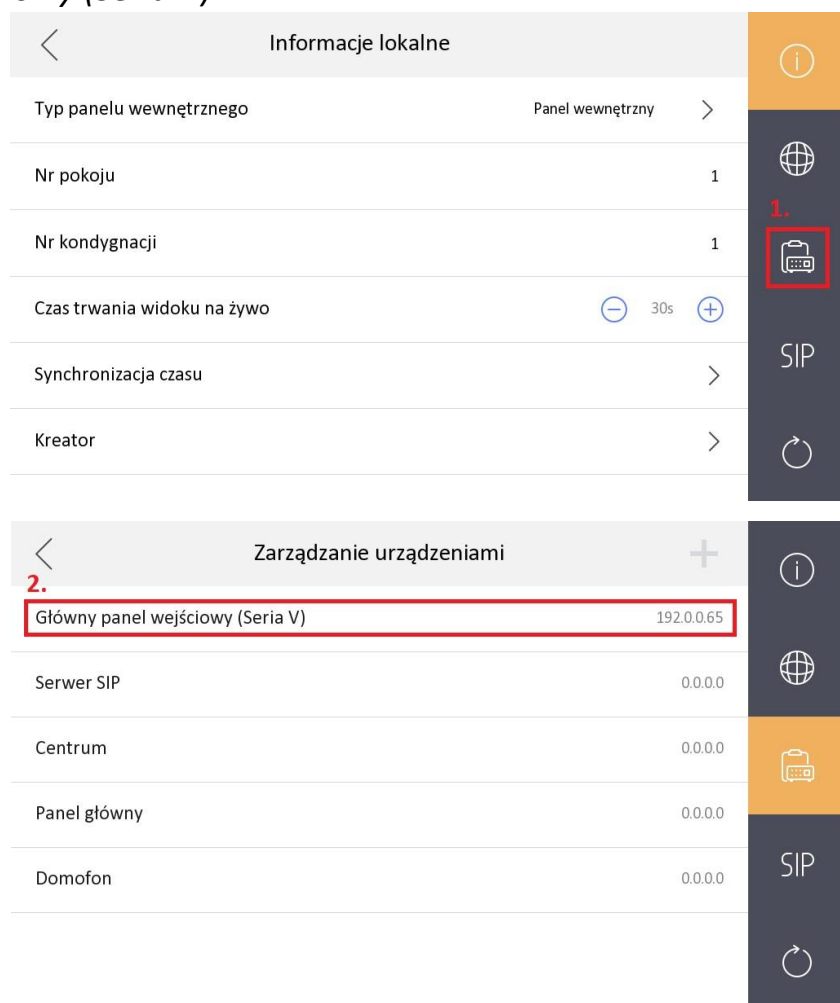 Informacje lokalne
Typ panelu wewnętrznego Panel wewnętrzny
Nr pokoju 1
1.
Nr kondygnacji 1
Czas trwania widoku na żywo 30s
SIP
Synchronizacja czasu
Kreator
Zarządzanie urządzeniami
2.
Główny panel wejściowy (Seria V) 192.0.0.65
Serwer SIP 0.0.0.0
Centrum 0.0.0.0
Panel główny 0.0.0.0
SIP
Domofon 0.0.0.0